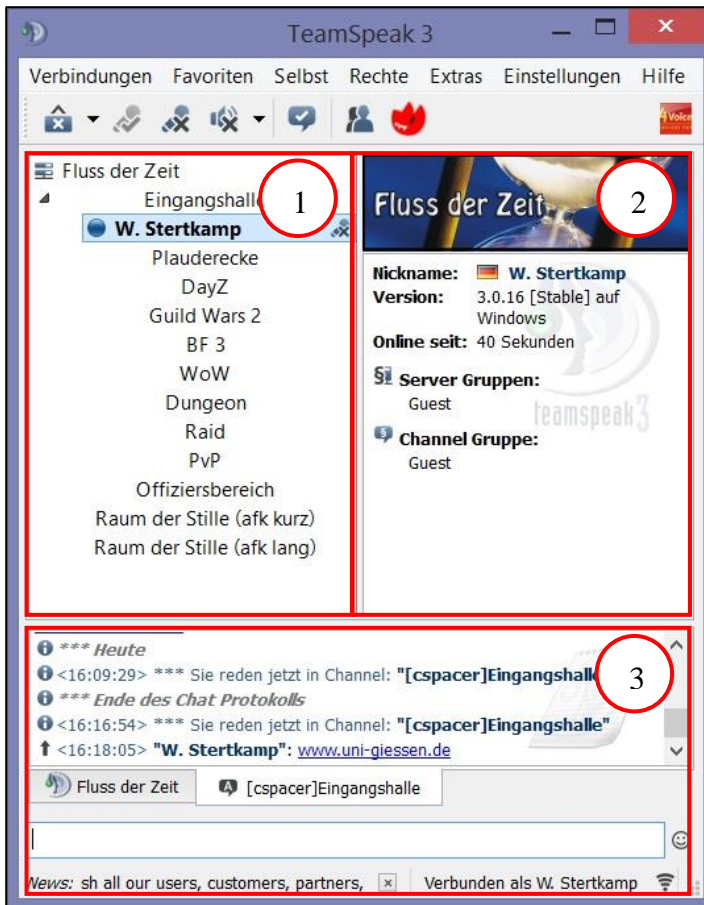 TeamSpeak 3
Verbindungen Favoriten Selbst Rechte Extras Einstellungen Hilfe
4Voice
Fluss der Zeit
Eingangshalle
1
W. Stertkamp
Plauderecke
DayZ
Guild Wars 2
BF 3
WoW
Dungeon
Raid
PvP
Offiziersbereich
Raum der Stille (afk kurz)
Raum der Stille (afk lang)
Fluss der Zeit
2
Nickname: W. Stertkamp
Version: 3.0.16 [Stable] auf
Windows
Online seit: 40 Sekunden
Server Gruppen:
Guest
teamspeak3
Channel Gruppe:
Guest
*** Heute
<16:09:29> *** Sie reden jetzt in Channel: "[cspacer]Eingangshalle
3
*** Ende des Chat Protokolls
<16:16:54> *** Sie reden jetzt in Channel: "[cspacer]Eingangshalle"
<16:18:05> "W. Stertkamp": www.uni-giessen.de
Fluss der Zeit [cspacer]Eingangshalle
News: sh all our users, customers, partners, Verbunden als W. Stertkamp